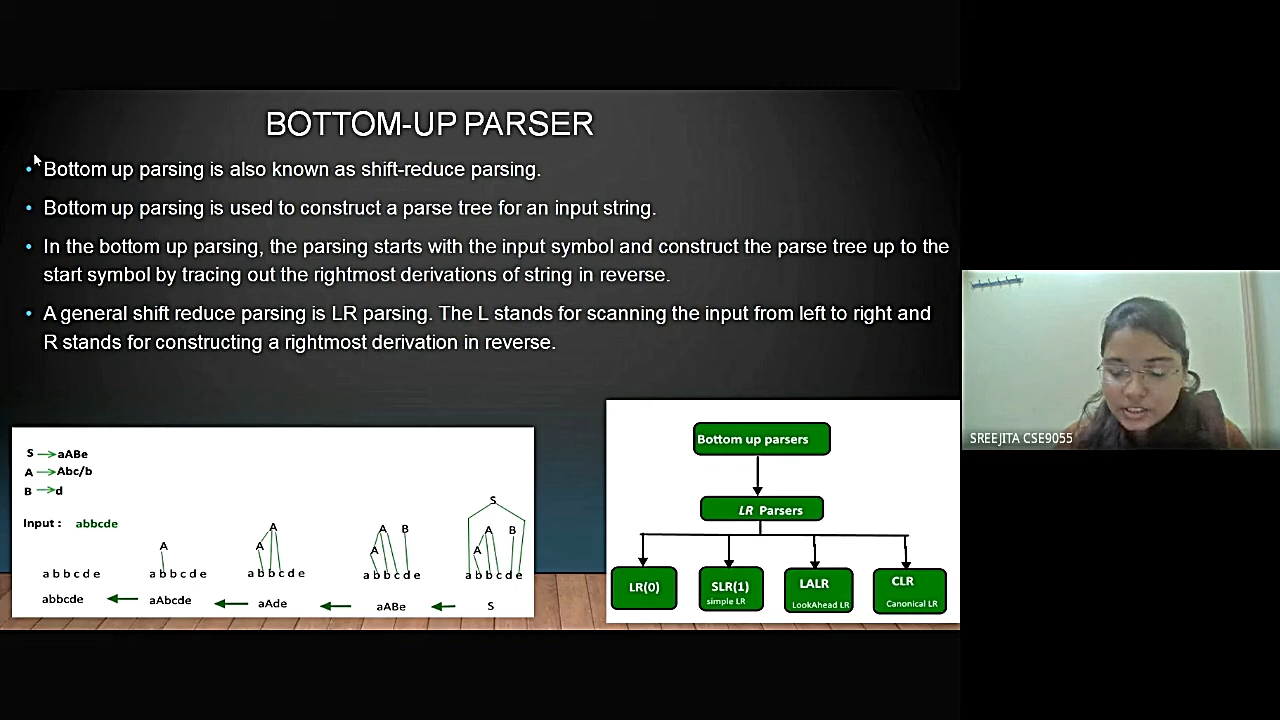 BOTTOM-UP PARSER
• Bottom up parsing is also known as shift-reduce parsing.
• Bottom up parsing is used to construct a parse tree for an input string.
• In the bottom up parsing, the parsing starts with the input symbol and construct the parse tree up to the
start symbol by tracing out the rightmost derivations of string in reverse.
• A general shift reduce parsing is LR parsing. The L stands for scanning the input from left to right and
R stands for constructing a rightmost derivation in reverse.
S → aABe
A → Abc/b
B → d
Input : abbcde
S
A
A B
A B
A
A
A
A
a b b c d e
a b b c d e
a b b c d e
a b b c d e
a b b c d e
abbcde ← aAbcde ← aAde ← aABe ← S
Bottom up parsers
LR Parsers
LR(0)
SLR(1)
simple LR
LALR
LookAhead LR
CLR
Canonical LR
SREEJITA CSE9055